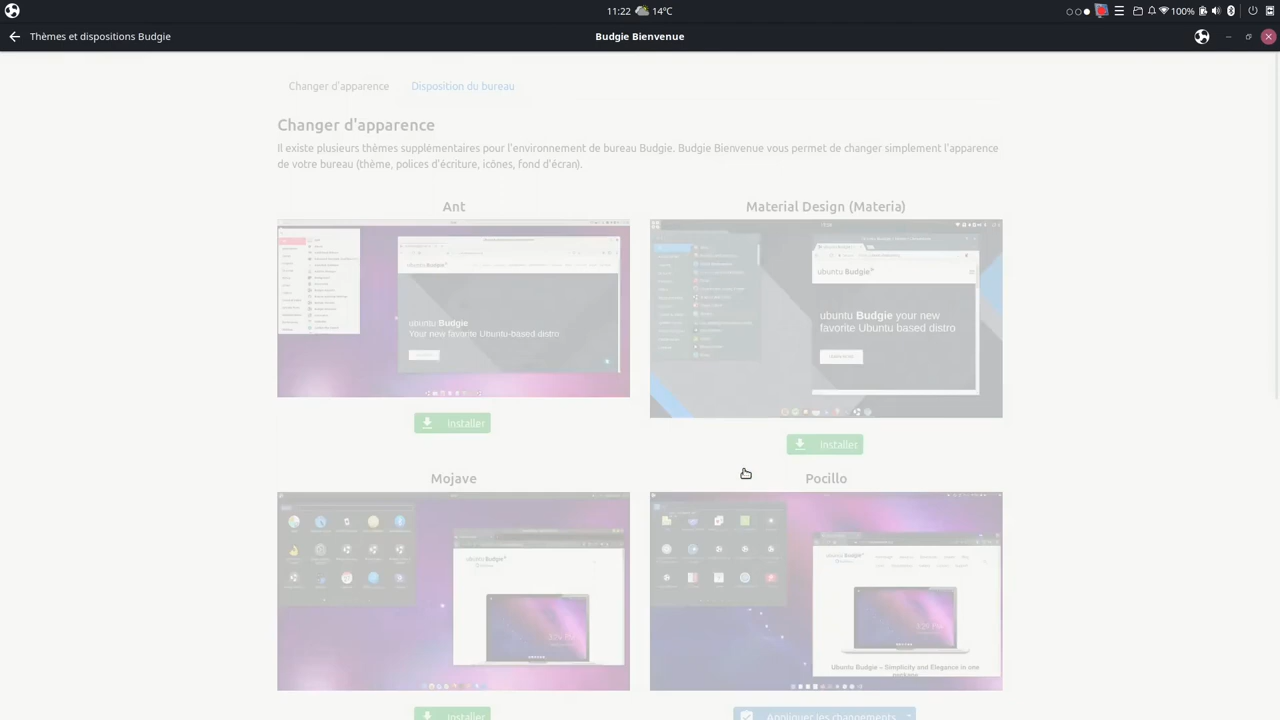 11:22 14°C
100%
Thèmes et dispositions Budgie
Budgie Bienvenue
Changer d'apparence
Disposition du bureau
Changer d'apparence
Il existe plusieurs thèmes supplémentaires pour l'environnement de bureau Budgie. Budgie Bienvenue vous permet de changer simplement l'apparence
de votre bureau (thème, polices d'écriture, icônes, fond d'écran).
Ant
ubuntu Budgie
ubuntu Budgie
Your new favorite Ubuntu-based distro
Installer
Material Design (Materia)
ubuntu Budgie
ubuntu Budgie your new
favorite Ubuntu based distro
Installer
Mojave
ubuntu Budgie
Installer
Pocillo
ubuntu Budgie
Ubuntu Budgie – Simplicity and Elegance in one
Appliquer les changements